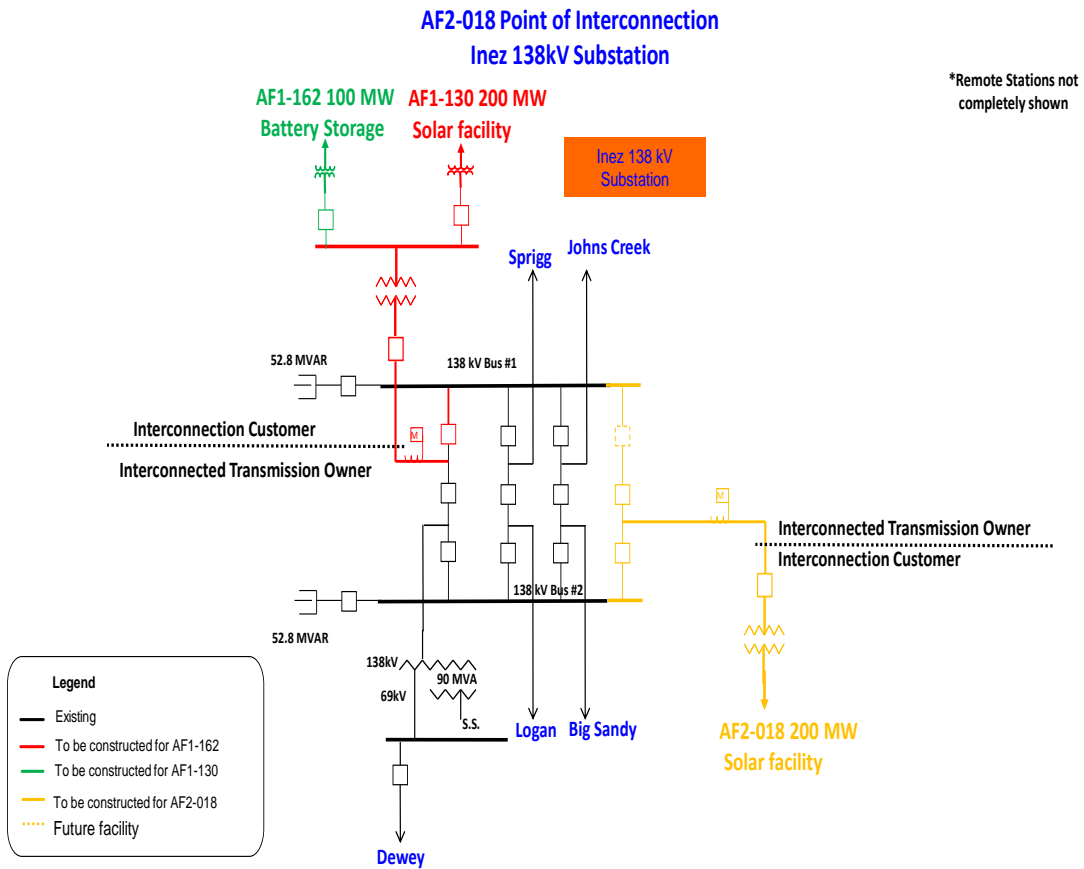 AF2-018 Point of Interconnection
Inez 138kV Substation
*Remote Stations not
completely shown
AF1-162 100 MW
Battery Storage
AF1-130 200 MW
Solar facility
Inez 138 kV
Substation
Sprigg
Johns Creek
52.8 MVAR
138 kV Bus #1
Interconnection Customer
M
Interconnected Transmission Owner
M
Interconnected Transmission Owner
Interconnection Customer
138 kV Bus #2
52.8 MVAR
138kV
90 MVA
69kV
S.S.
Logan
Big Sandy
AF2-018 200 MW
Solar facility
Dewey
Legend
Existing
To be constructed for AF1-162
To be constructed for AF1-130
To be constructed for AF2-018
Future facility